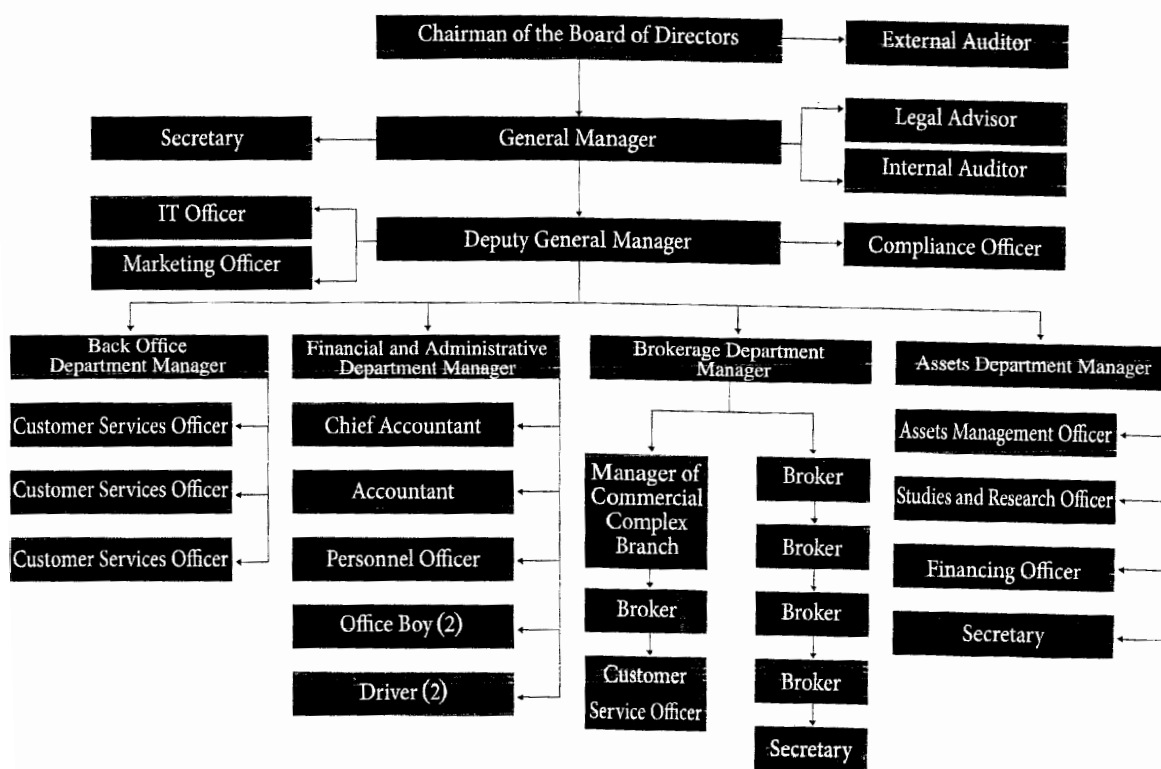 Chairman of the Board of Directors
External Auditor
Secretary
General Manager
Legal Advisor
Internal Auditor
IT Officer
Marketing Officer
Deputy General Manager
Compliance Officer
Back Office
Department Manager
Customer Services Officer
Customer Services Officer
Customer Services Officer
Financial and Administrative
Department Manager
Chief Accountant
Accountant
Personnel Officer
Office Boy (2)
Driver (2)
Brokerage Department
Manager
Manager of
Commercial
Complex
Branch
Broker
Customer
Service Officer
Broker
Broker
Broker
Broker
Secretary
Assets Department Manager
Assets Management Officer
Studies and Research Officer
Financing Officer
Secretary